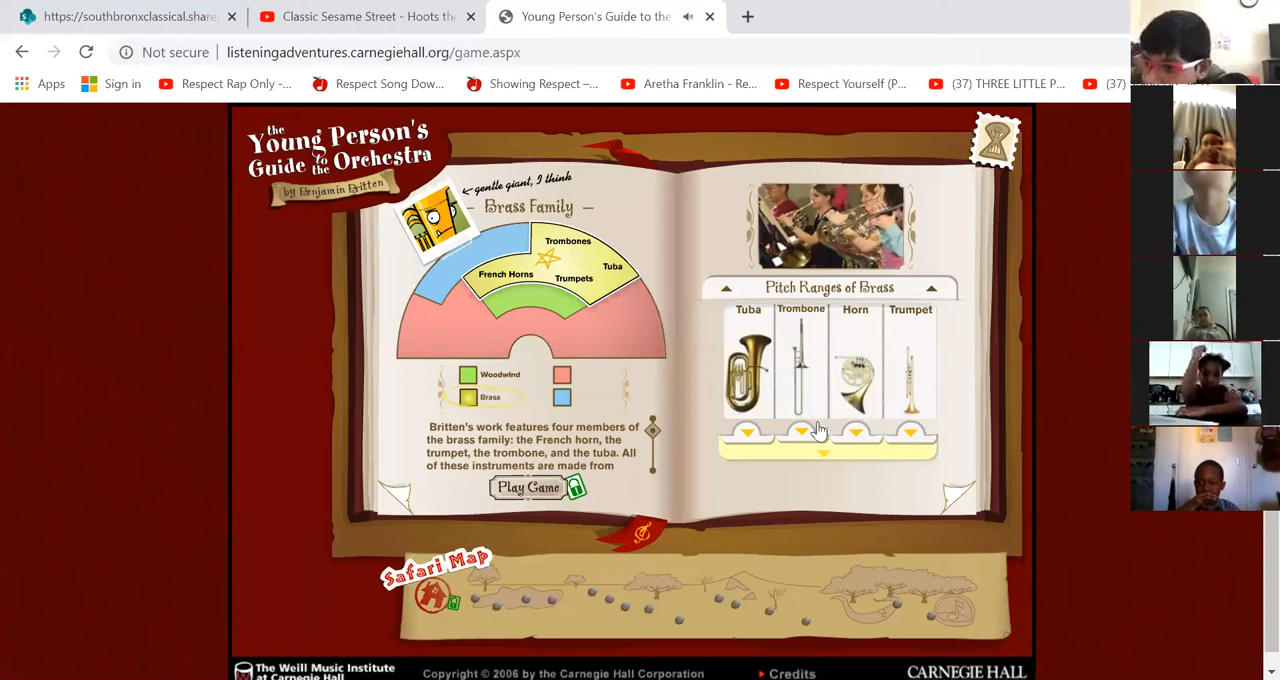 https://southbronxclassical.share
Classic Sesame Street - Hoots th
Young Person's Guide to the
Not secure
listeningadventures.carnegiehall.org/game.aspx
Apps
Sign in
Respect Rap Only -...
Respect Song Dow...
Showing Respect –...
Aretha Franklin - Re...
Respect Yourself (P...
(37) THREE LITTLE P...
(37)
the Young Person's
Guide to the Orchestra
by Benjamin Britten
gentle giant, I think
Brass Family
Trombones
Tuba
French Horns
Trumpets
Woodwind
Brass
Britten's work features four members of
the brass family: the French horn, the
trumpet, the trombone, and the tuba. All
of these instruments are made from
Play Game
Pitch Ranges of Brass
Tuba
Trombone
Horn
Trumpet
Safari Map
The Weill Music Institute
at Carnegie Hall
Copyright © 2006 by the Carnegie Hall Corporation
Credits
CARNEGIE HALL